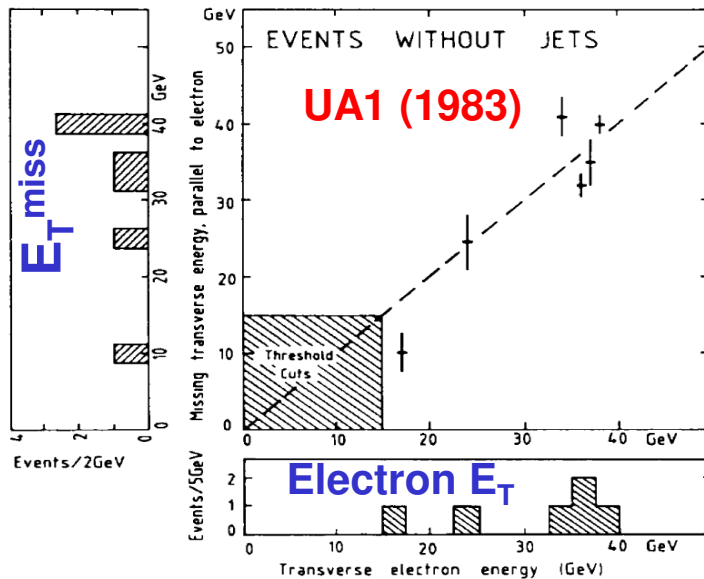 GeV
EVENTS WITHOUT JETS
UA1 (1983)
Missing transverse energy, parallel to electron
50
40
30
20
10
0
Threshold
Cuts
0
10
20
30
40
GeV
E_T^miss
GeV
40
30
20
10
0
4
2
0
Events/2GeV
Events/5GeV
2
1
0
Electron E_T
0
10
20
30
40
50
Transverse electron energy (GeV)